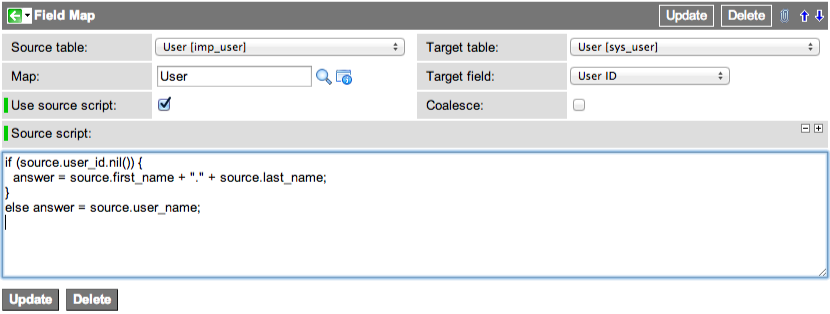 Field Map Update Delete
Source table: User [imp_user] Target table: User [sys_user]
Map: User Target field: User ID
Use source script: Coalesce:
Source script:
if (source.user_id.nil()) {
answer = source.first_name + "." + source.last_name;
}
else answer = source.user_name;
Update Delete